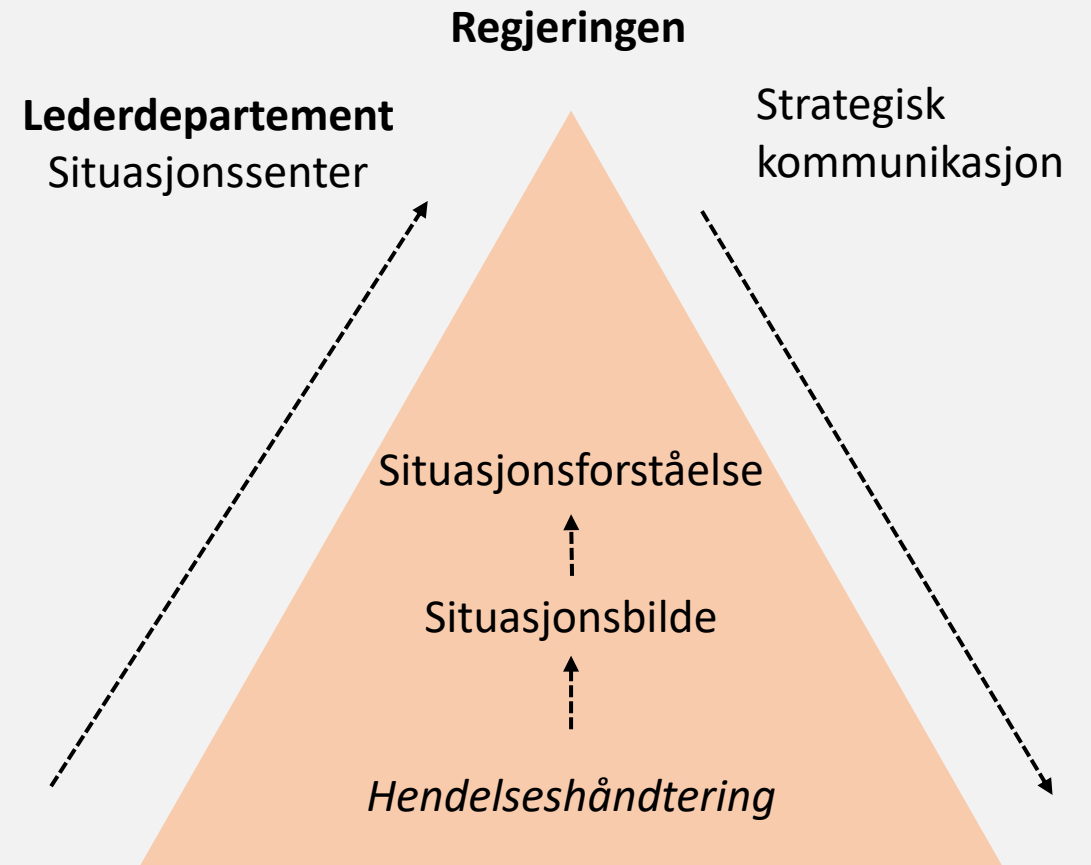 Regjeringen
Lederdepartement
Situasjonssenter
Strategisk
kommunikasjon
Situasjonsforståelse
Situasjonsbilde
Hendelseshåndtering